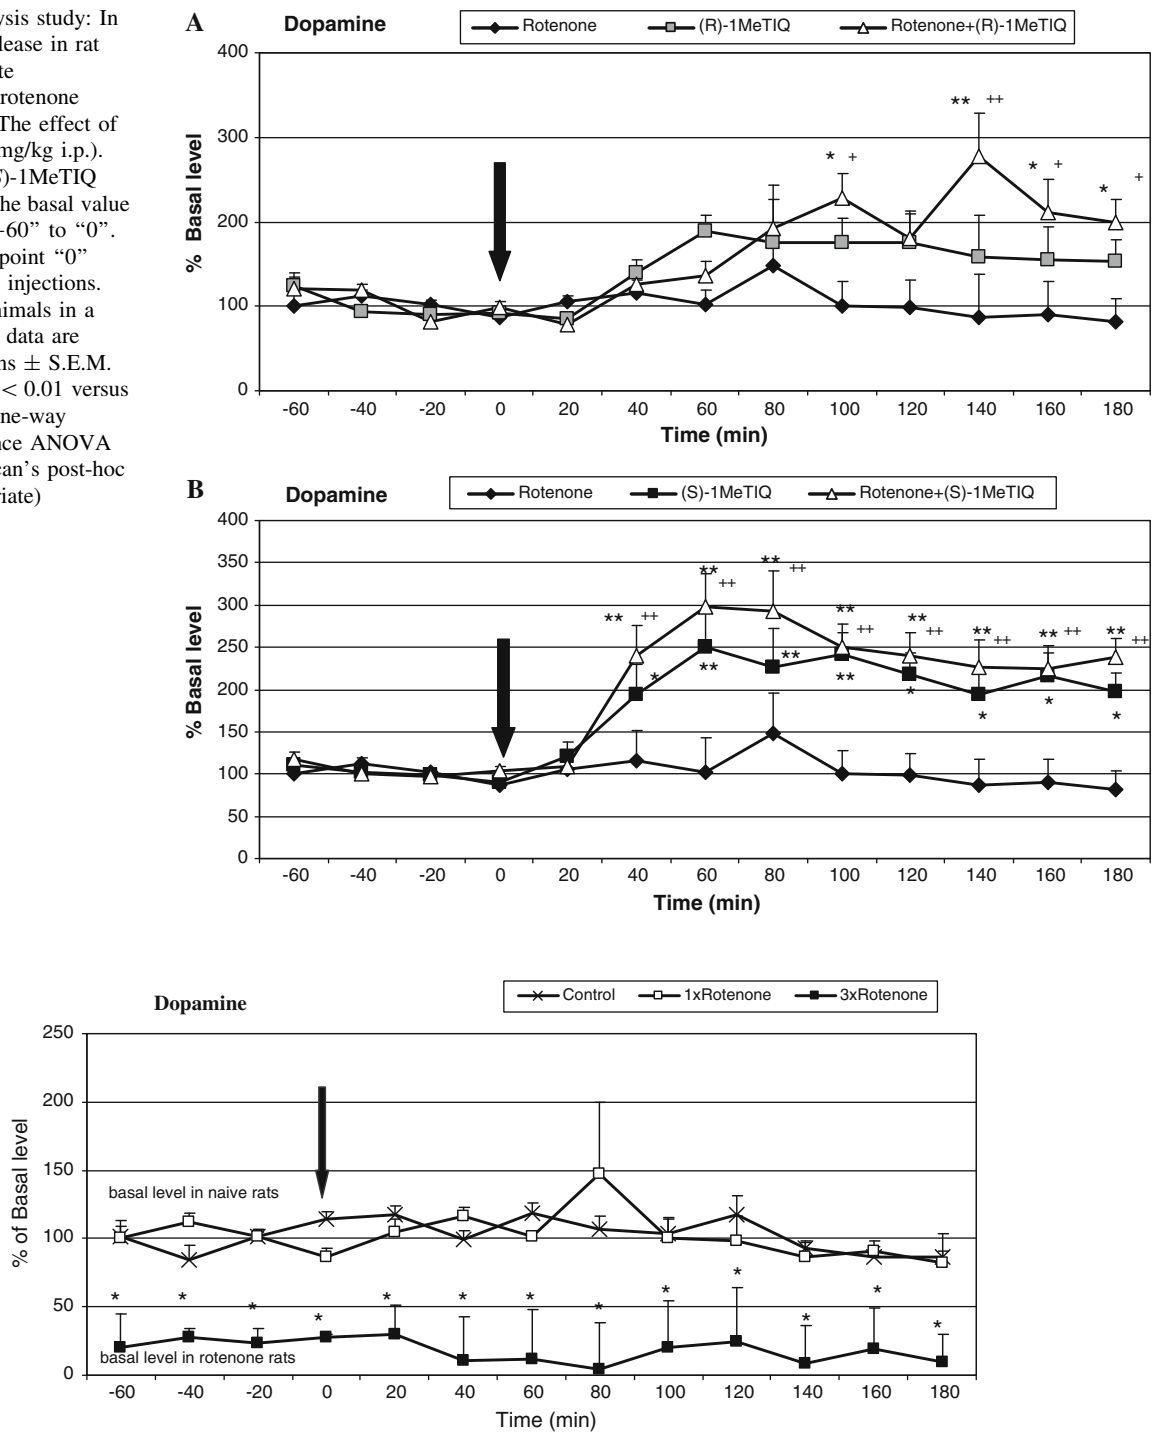 ysis study: In
lease in rat
te
rotenone
The effect of
mg/kg i.p.).
S)-1MeTIQ
he basal value
-60” to “0”.
point “0”
injections.
nimals in a
data are
ns ± S.E.M.
< 0.01 versus
ne-way
nce ANOVA
can’s post-hoc
riate)
A
Dopamine
Rotenone (R)-1MeTIQ Rotenone+(R)-1MeTIQ
% Basal level
400
300
200
100
0
** ++
* +
* +
* +
-60 -40 -20 0 20 40 60 80 100 120 140 160 180
Time (min)
B
Dopamine
Rotenone (S)-1MeTIQ Rotenone+(S)-1MeTIQ
% Basal level
400
350
300
250
200
150
100
50
0
** ++ ** ++ ** ++ ** ++ ** ++ ** ++ ** ++ ** ++
* ** ** ** * * * *
-60 -40 -20 0 20 40 60 80 100 120 140 160 180
Time (min)
Dopamine
Control 1xRotenone 3xRotenone
% of Basal level
250
200
150
100
50
0
basal level in naive rats
* * * * * * * * * * * * *
basal level in rotenone rats
-60 -40 -20 0 20 40 60 80 100 120 140 160 180
Time (min)